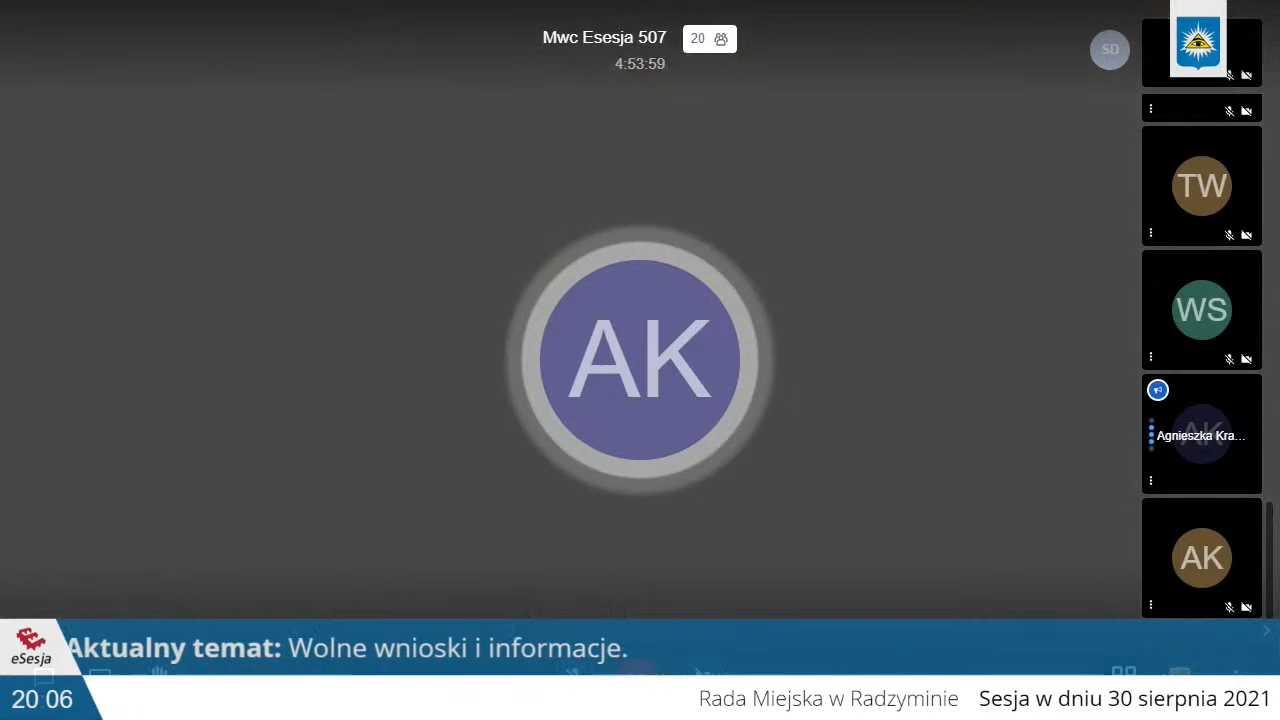 Mwc Esesja 507
20
4:53:59
SD
TW
WS
AK
Agnieszka Kra...
AK
AK
Aktualny temat: Wolne wnioski i informacje.
eSesja
20 06
Rada Miejska w Radzyminie Sesja w dniu 30 sierpnia 2021